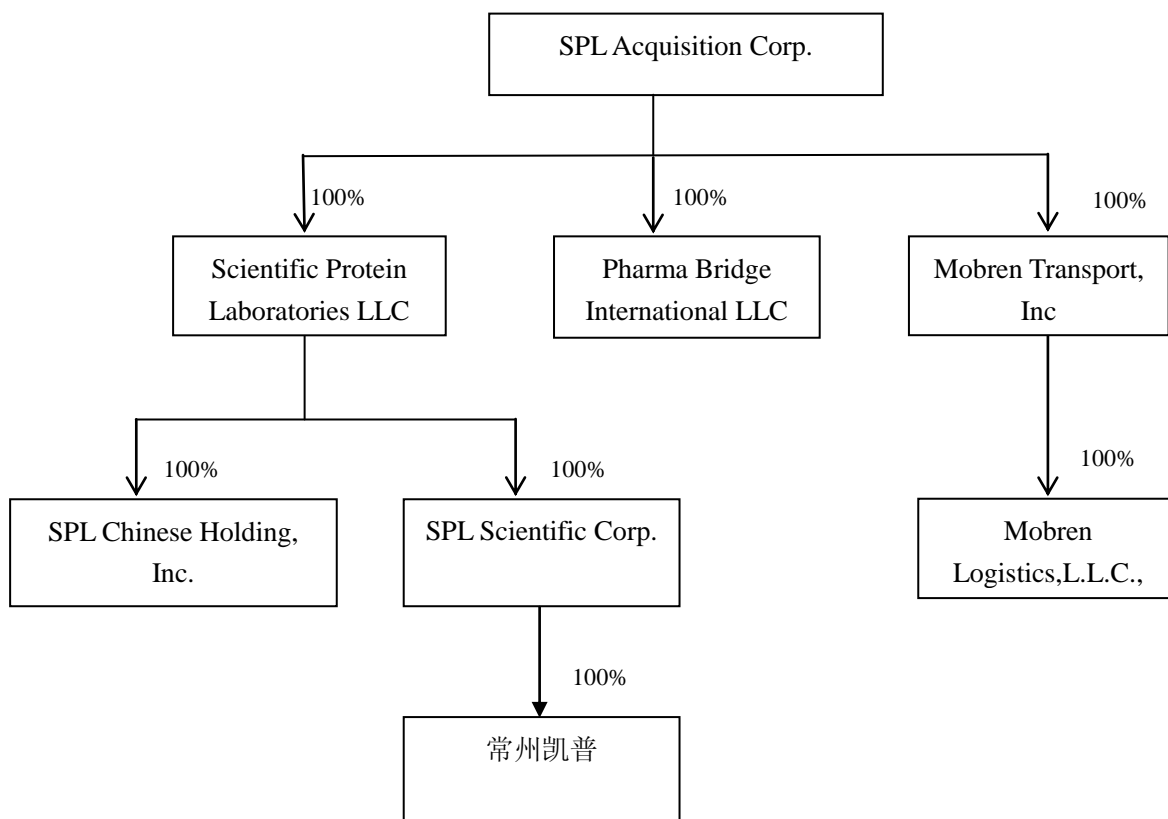 SPL Acquisition Corp.
100%
100%
100%
Scientific Protein
Laboratories LLC
Pharma Bridge
International LLC
Mobren Transport,
Inc
100%
100%
100%
SPL Chinese Holding,
Inc.
SPL Scientific Corp.
Mobren
Logistics,L.L.C.,
100%
常州凯普